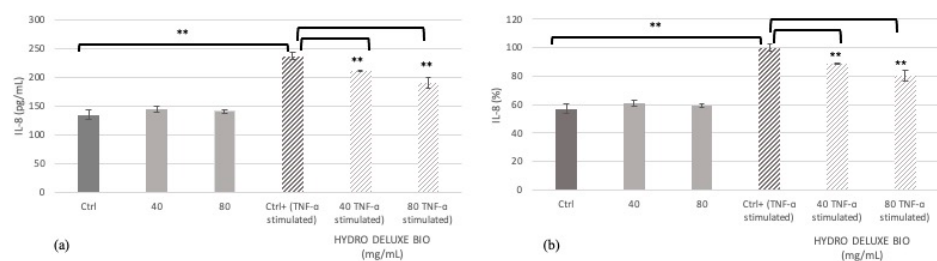 300
250
200
150
100
50
0
IL-8 (pg/mL)
**
**
**
Ctrl
40
80
Ctrl+ (TNF-α
stimulated)
40 TNF-α
stimulated)
80 TNF-α
stimulated)
HYDRO DELUXE BIO
(mg/mL)
(a)
120
100
80
60
40
20
0
IL-8 (%)
**
**
**
Ctrl
40
80
Ctrl+ (TNF-α
stimulated)
40 TNF-α
stimulated)
80 TNF-α
stimulated)
HYDRO DELUXE BIO
(mg/mL)
(b)